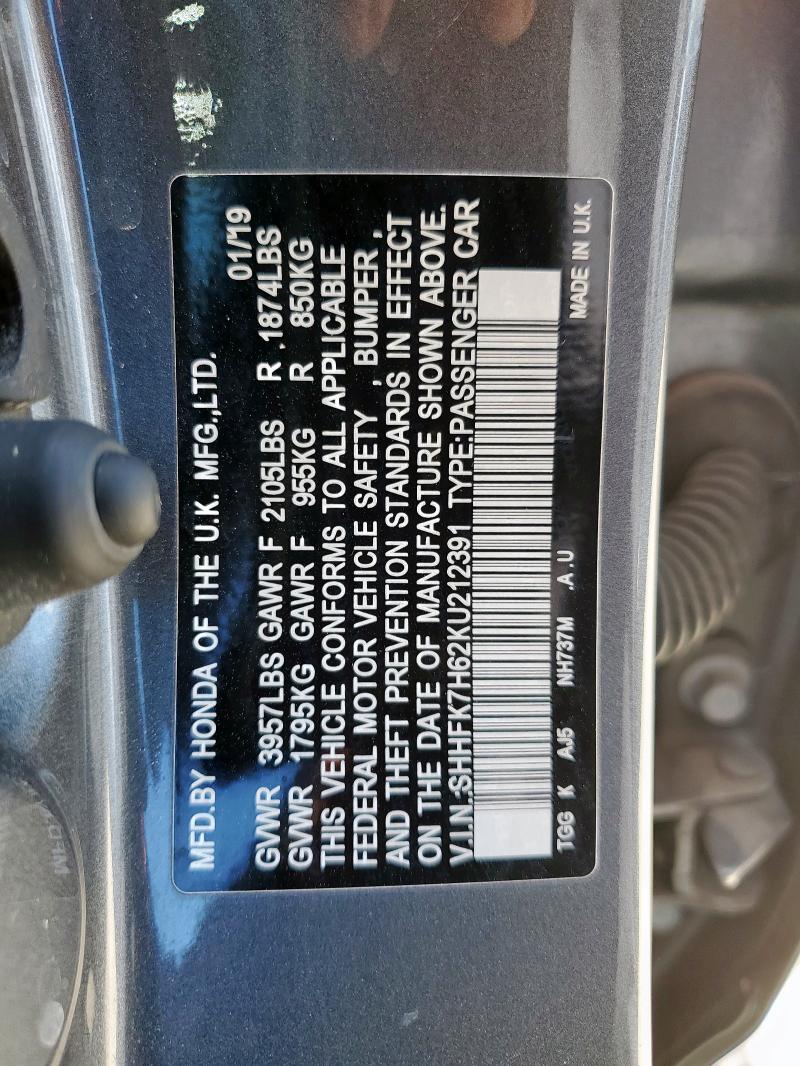 MFD.BY HONDA OF THE U.K. MFG.,LTD.
01/'19
GVWR 3957LBS GAWR F 2105LBS R .1874LBS
GVWR 1795KG GAWR F 955KG R 850KG
THIS VEHICLE CONFORMS TO ALL APPLICABLE
FEDERAL MOTOR VEHICLE SAFETY , BUMPER ,
AND THEFT PREVENTION STANDARDS IN EFFECT
ON THE DATE OF MANUFACTURE SHOWN ABOVE.
V.I.N.:SHHFK7H62KU212391 TYPE:PASSENGER CAR
TGG K AJ5 NH737M .A .U MADE IN U.K.